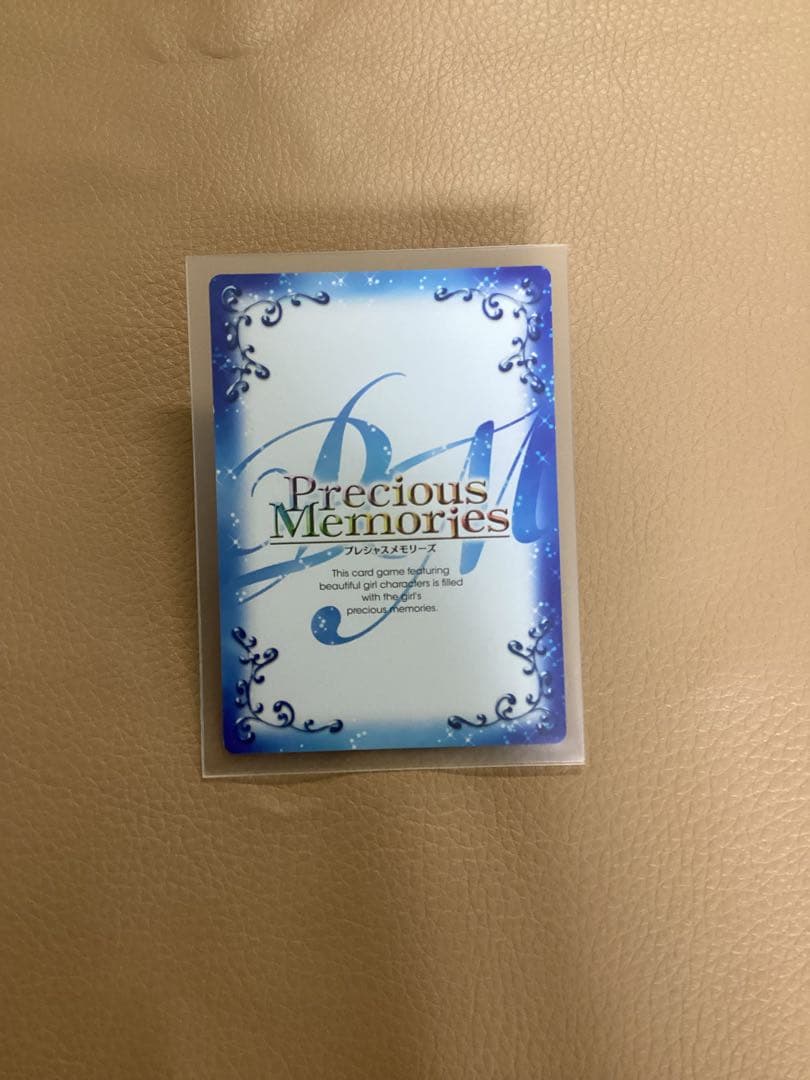 PM
Precious
Memories
プレシャスメモリーズ
This card game featuring
beautiful girl characters is filled
with the girl's
precious memories.